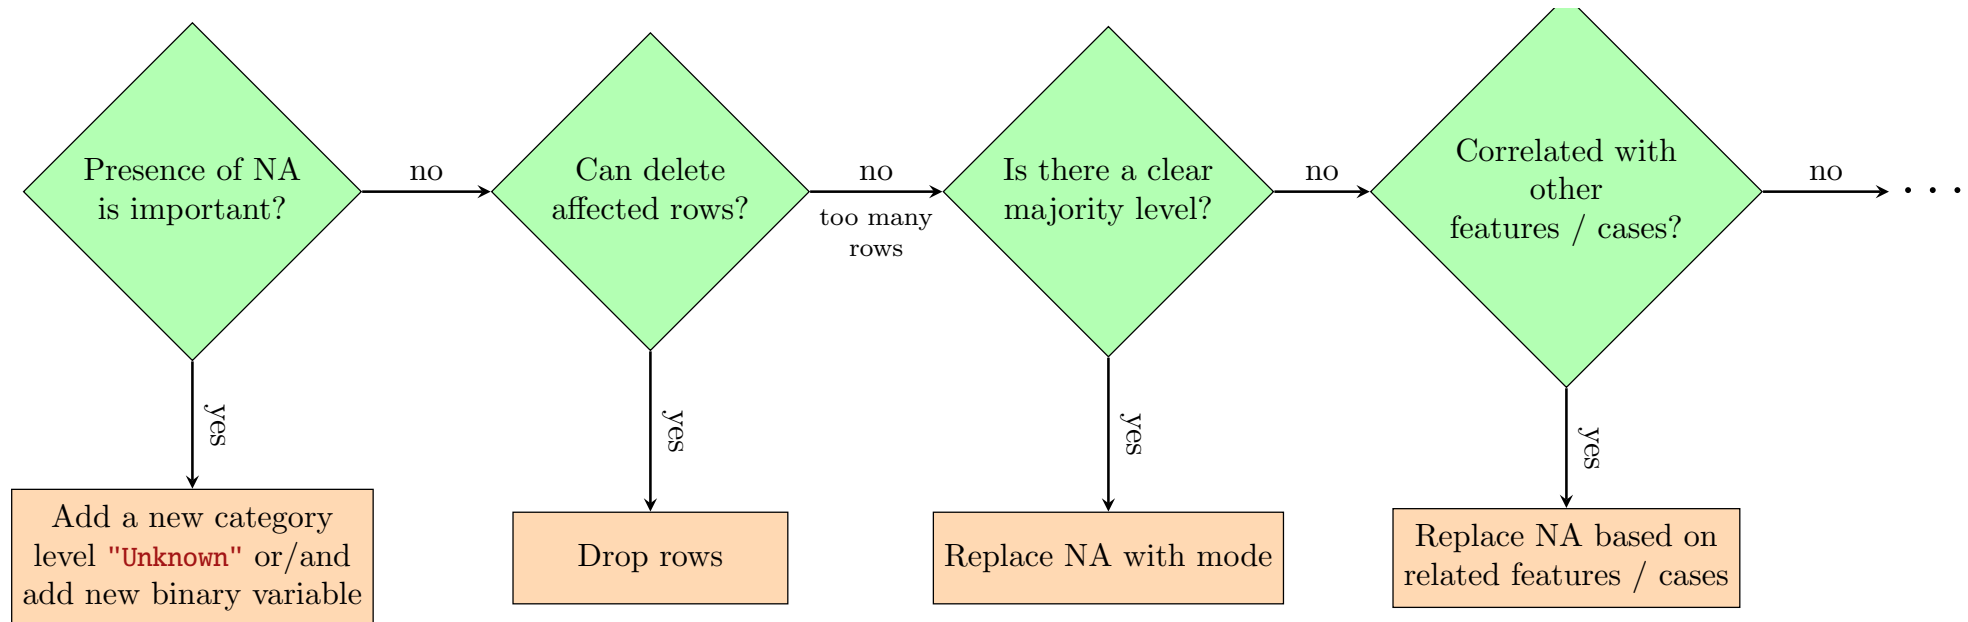 Presence of NA
is important?
no
Can delete
affected rows?
no
too many
rows
Is there a clear
majority level?
no
Correlated with
other
features / cases?
no
...
yes
yes
yes
yes
Add a new category
level "Unknown" or/and
add new binary variable
Drop rows
Replace NA with mode
Replace NA based on
related features / cases